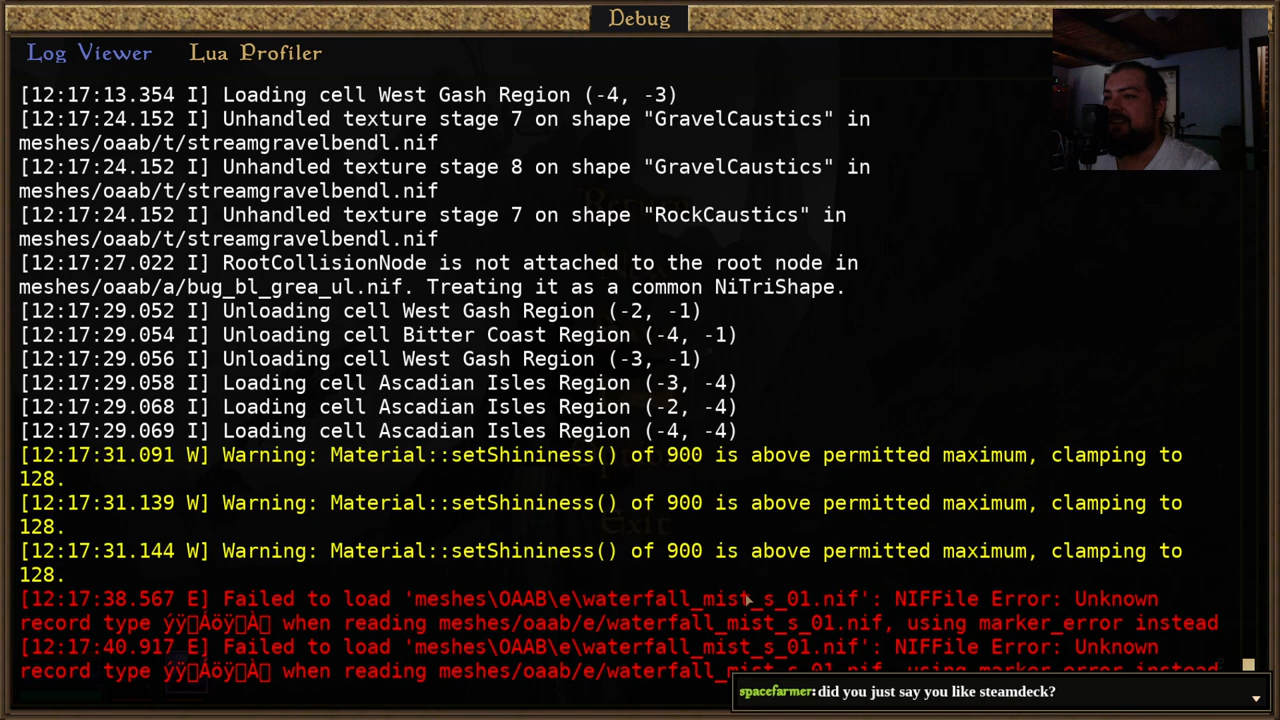 Debug
Log Viewer Lua Profiler
[12:17:13.354 I] Loading cell West Gash Region (-4, -3)
[12:17:24.152 I] Unhandled texture stage 7 on shape "GravelCaustics" in
meshes/oaab/t/streamgravelbendl.nif
[12:17:24.152 I] Unhandled texture stage 8 on shape "GravelCaustics" in
meshes/oaab/t/streamgravelbendl.nif
[12:17:24.152 I] Unhandled texture stage 7 on shape "RockCaustics" in
meshes/oaab/t/streamgravelbendl.nif
[12:17:27.022 I] RootCollisionNode is not attached to the root node in
meshes/oaab/a/bug_bl_grea_ul.nif. Treating it as a common NiTriShape.
[12:17:29.052 I] Unloading cell West Gash Region (-2, -1)
[12:17:29.054 I] Unloading cell Bitter Coast Region (-4, -1)
[12:17:29.056 I] Unloading cell West Gash Region (-3, -1)
[12:17:29.058 I] Loading cell Ascadian Isles Region (-3, -4)
[12:17:29.068 I] Loading cell Ascadian Isles Region (-2, -4)
[12:17:29.069 I] Loading cell Ascadian Isles Region (-4, -4)
[12:17:31.091 W] Warning: Material::setShininess() of 900 is above permitted maximum, clamping to
128.
[12:17:31.139 W] Warning: Material::setShininess() of 900 is above permitted maximum, clamping to
128.
[12:17:31.144 W] Warning: Material::setShininess() of 900 is above permitted maximum, clamping to
128.
[12:17:38.567 E] Failed to load 'meshes\OAAB\e\waterfall_mist_s_01.nif': NIFFile Error: Unknown
record type ýÿ▯Áöÿ▯À▯ when reading meshes/oaab/e/waterfall_mist_s_01.nif, using marker_error instead
[12:17:40.917 E] Failed to load 'meshes\OAAB\e\waterfall_mist_s_01.nif': NIFFile Error: Unknown
record type ýÿ▯Áöÿ▯À▯ when reading meshes/oaab/e/waterfall_mist_s_01.nif, using marker_error instead
spacefarmer: did you just say you like steamdeck?
Exit